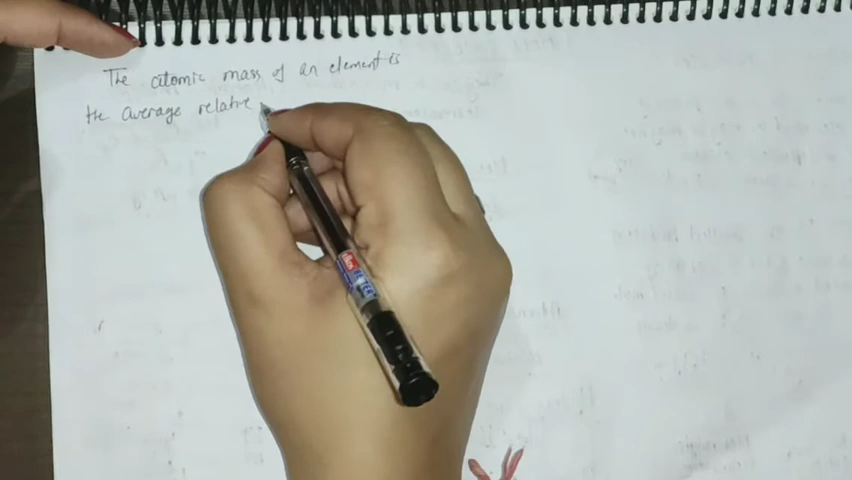 The atomic mass of an element is
the average relative